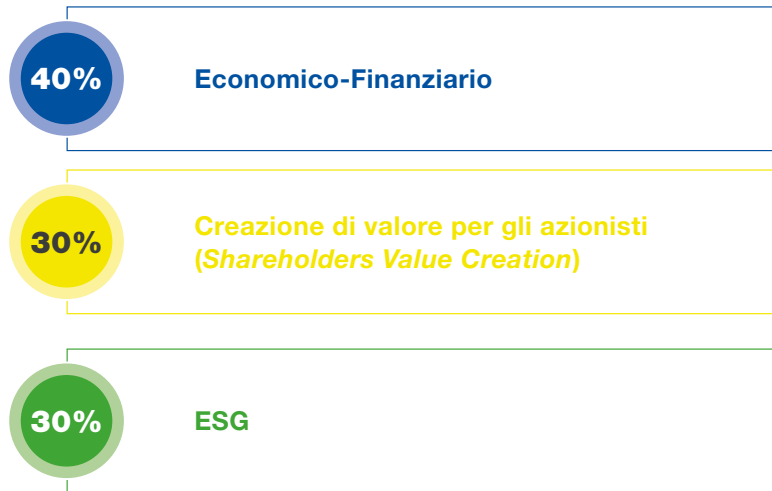 40%
Economico-Finanziario
30%
Creazione di valore per gli azionisti
(Shareholders Value Creation)
30%
ESG